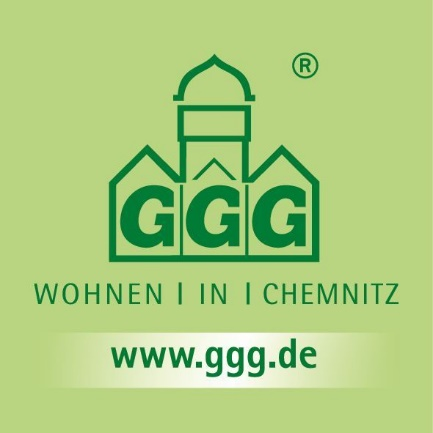 ®
GGG
WOHNEN | IN | CHEMNITZ
www.ggg.de